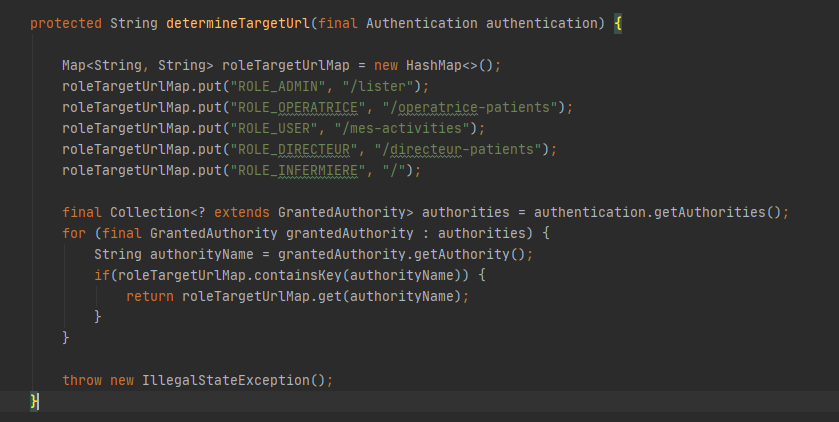 protected String determineTargetUrl(final Authentication authentication) {
Map<String, String> roleTargetUrlMap = new HashMap<>();
roleTargetUrlMap.put("ROLE_ADMIN", "/lister");
roleTargetUrlMap.put("ROLE_OPERATRICE", "/operatrice-patients");
roleTargetUrlMap.put("ROLE_USER", "/mes-activities");
roleTargetUrlMap.put("ROLE_DIRECTEUR", "/directeur-patients");
roleTargetUrlMap.put("ROLE_INFERMIERE", "/");
final Collection<? extends GrantedAuthority> authorities = authentication.getAuthorities();
for (final GrantedAuthority grantedAuthority : authorities) {
String authorityName = grantedAuthority.getAuthority();
if(roleTargetUrlMap.containsKey(authorityName)) {
return roleTargetUrlMap.get(authorityName);
}
}
throw new IllegalStateException();
}